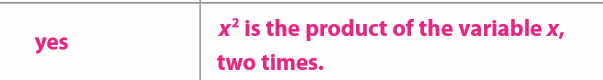 yes
x² is the product of the variable x,
two times.